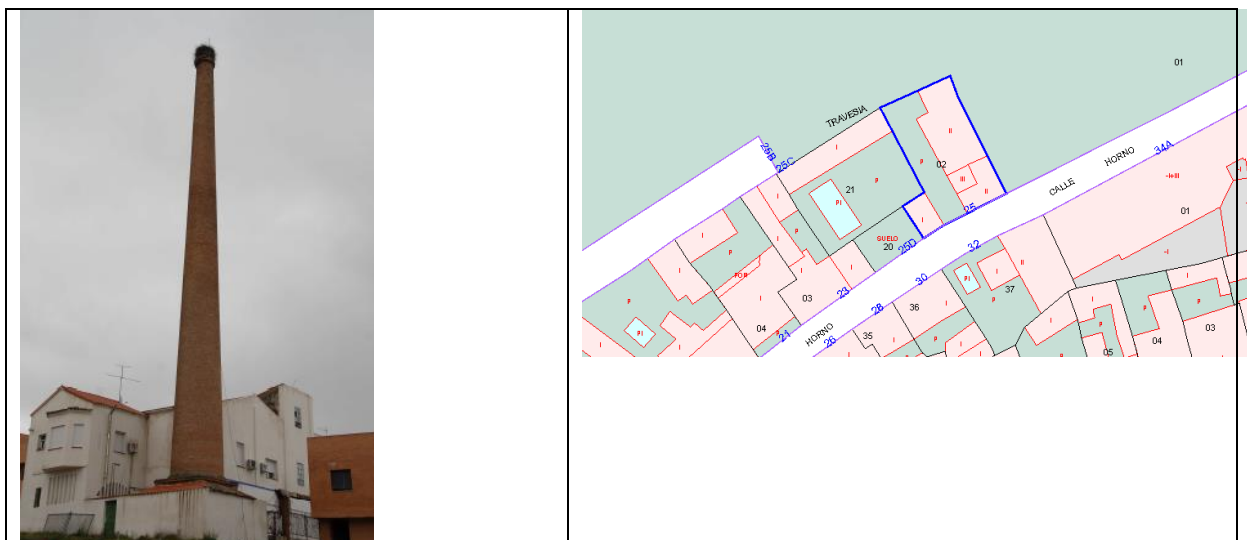 01
TRAVESIA
25B
25C
I
II
P
02
HORNO
34A
I
P
21
PI
III
II
CALLE
-I+III
-I
I
P
I
25
01
I
GUELO
20
25D
32
-I
P
POR
I
03
23
30
PI
I
II
37
P
I
P
I
P
PI
04
28
36
P
P
P
21
HORNO
26
35
I
P
05
04
03